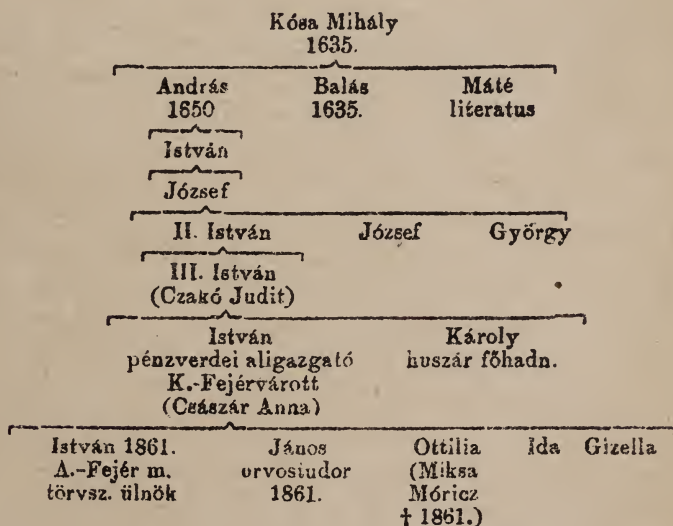 Kósa Mihály
1635.
András Balás Máté
1650 1635. literatus
István
József
II. István József György
III. István
(Czakó Judit)
István Károly
pénzverdei aligazgató huszár főhadn.
K.-Fejérvárott
(Császár Anna)
István 1861. János Ottilia Ida Gizella
A.-Fejér m. orvostudor (Miksa
törvsz. ülnök 1861. Móricz
† 1861.)